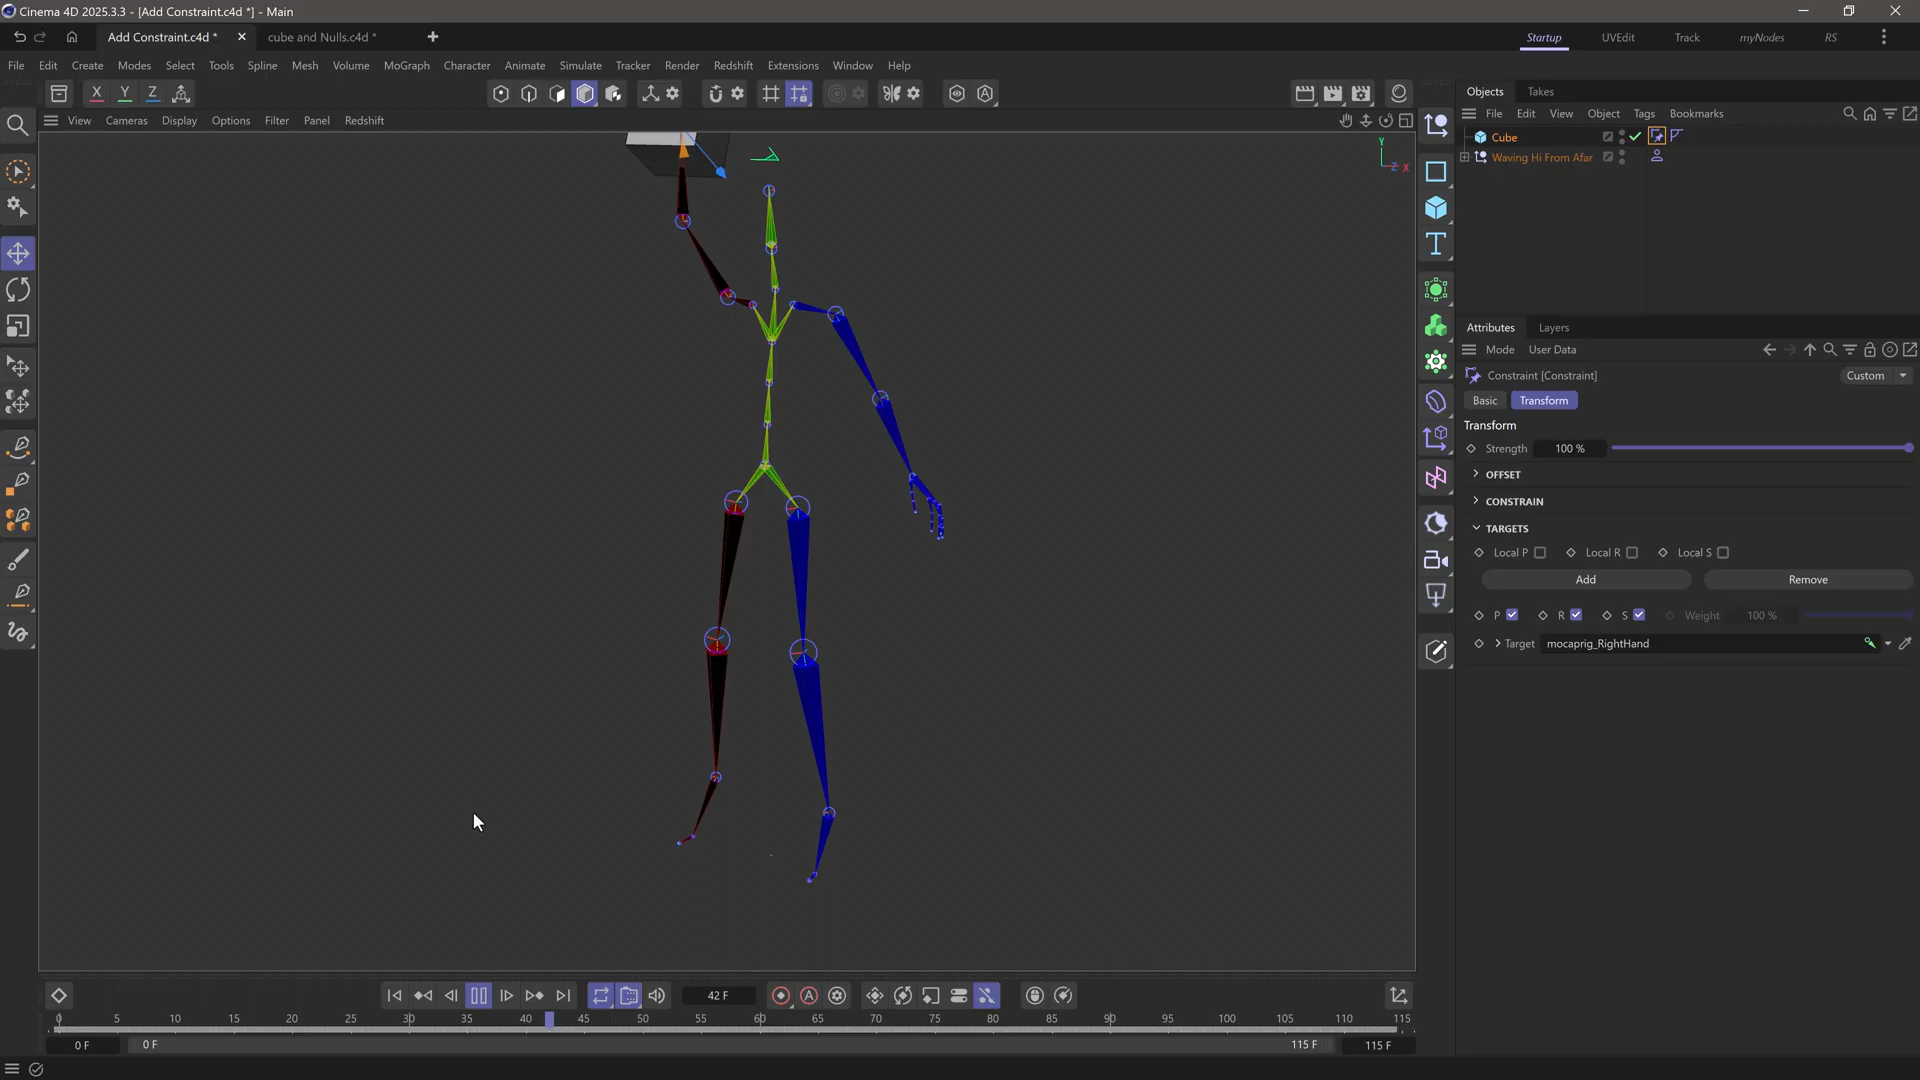 Cinema 4D 2025.3.3 - [Add Constraint.c4d *] - Main
Add Constraint.c4d *
cube and Nulls.c4d *
Startup UVEdit Track myNodes RS
File Edit Create Modes Select Tools Spline Mesh Volume MoGraph Character Animate Simulate Tracker Render Redshift Extensions Window Help
X Y Z
View Cameras Display Options Filter Panel Redshift
Y
Z X
Objects Takes
File Edit View Object Tags Bookmarks
Cube
Waving Hi From Afar
Attributes Layers
Mode User Data
Constraint [Constraint]
Custom
Basic Transform
Transform
Strength 100 %
OFFSET
CONSTRAIN
TARGETS
Local P Local R Local S
Add Remove
P R S Weight 100 %
Target mocaprig_RightHand
42 F
0 5 10 15 20 25 30 35 40 45 50 55 60 65 70 75 80 85 90 95 100 105 110 115
0 F 0 F 115 F 115 F